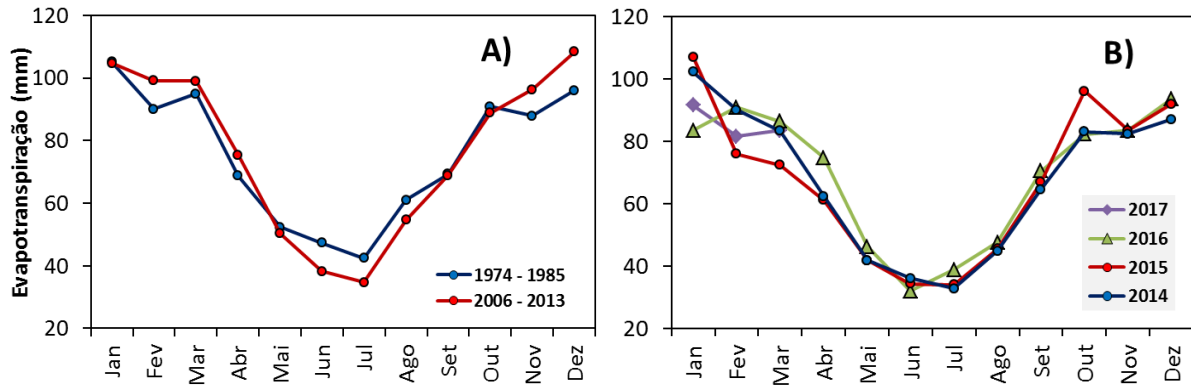 Evapotranspiração (mm)
120
100
80
60
40
20
A)
1974 - 1985
2006 - 2013
Jan Fev Mar Abr Mai Jun Jul Ago Set Out Nov Dez
120
100
80
60
40
20
B)
2017
2016
2015
2014
Jan Fev Mar Abr Mai Jun Jul Ago Set Out Nov Dez